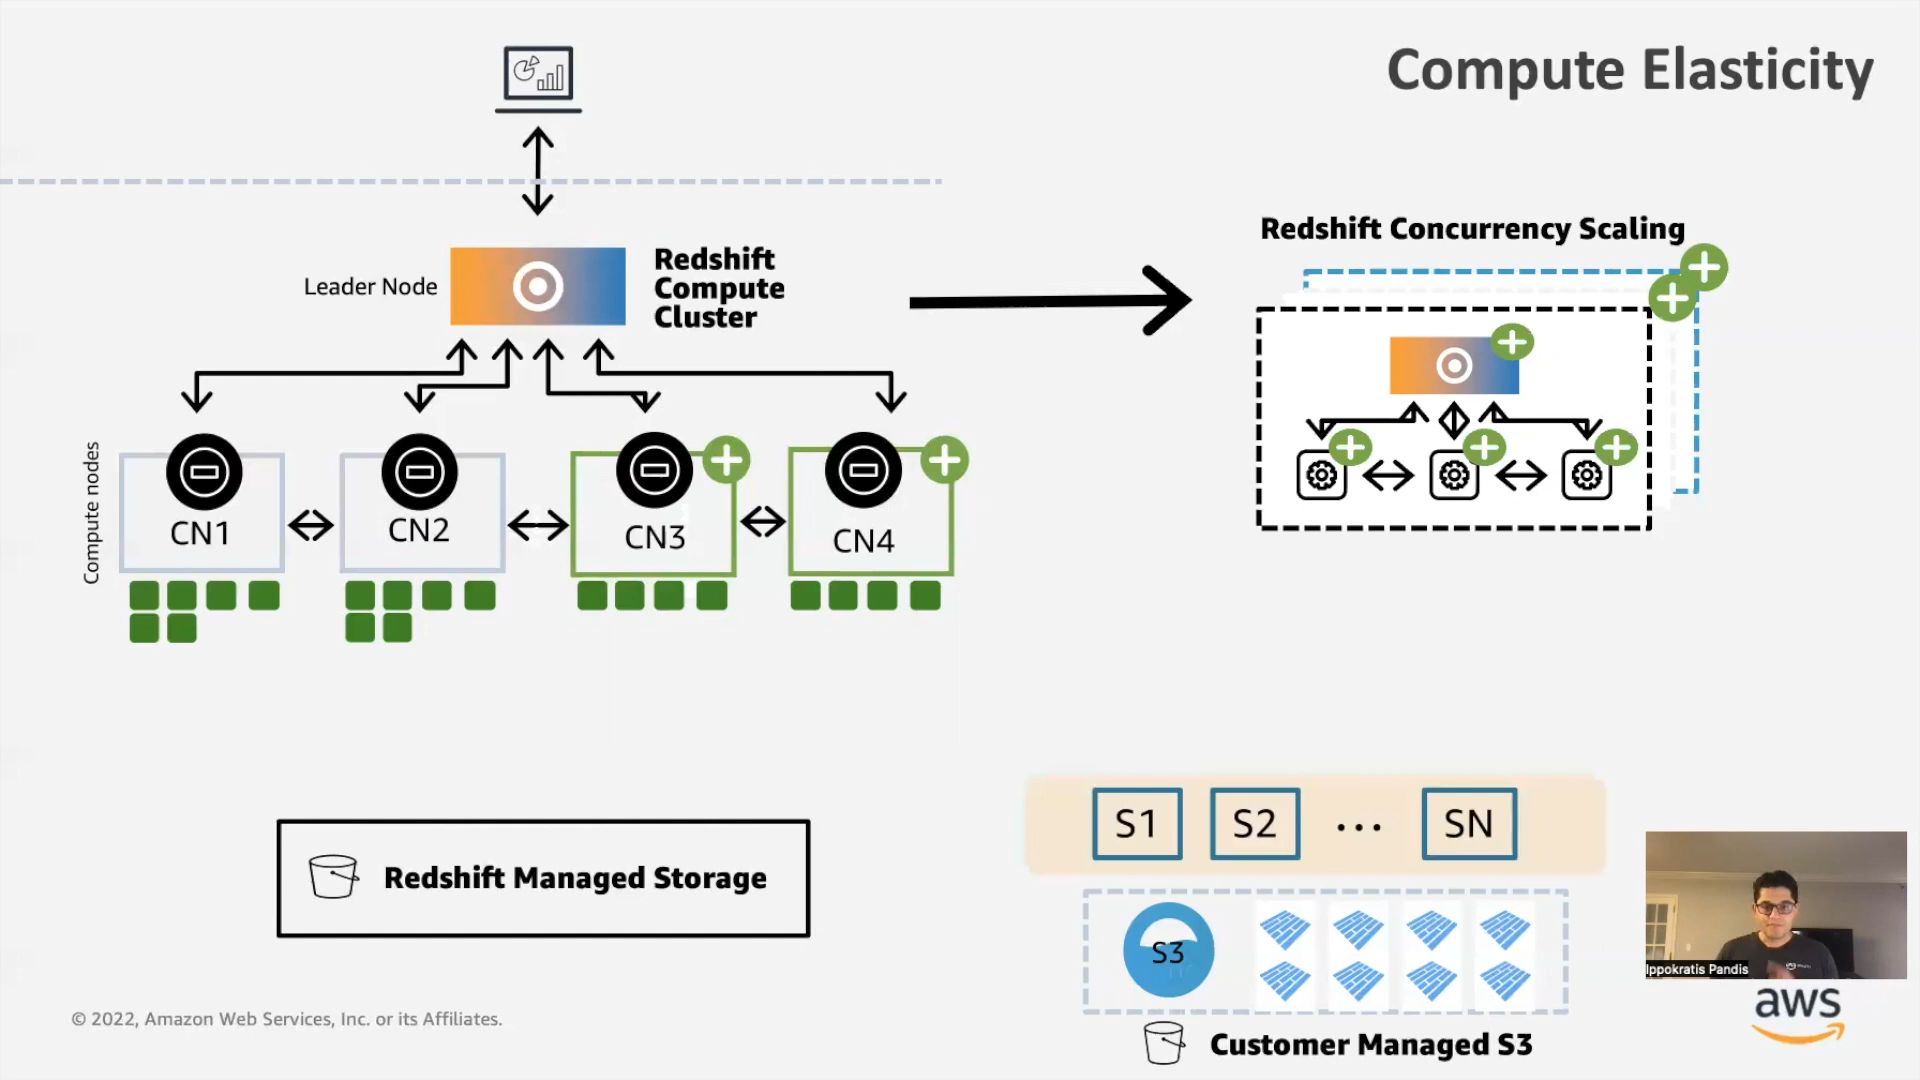 Compute Elasticity
Leader Node
Redshift
Compute
Cluster
Redshift Concurrency Scaling
Compute nodes
CN1
CN2
CN3
CN4
Redshift Managed Storage
S1
S2
...
SN
S3
Customer Managed S3
Ippokratis Pandis
aws
© 2022, Amazon Web Services, Inc. or its Affiliates.